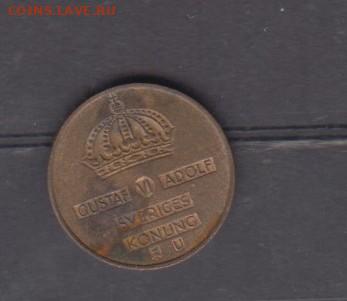 COINS.LAVE.RU
GUSTAF VI ADOLF
SVERIGES
KONUNG
U